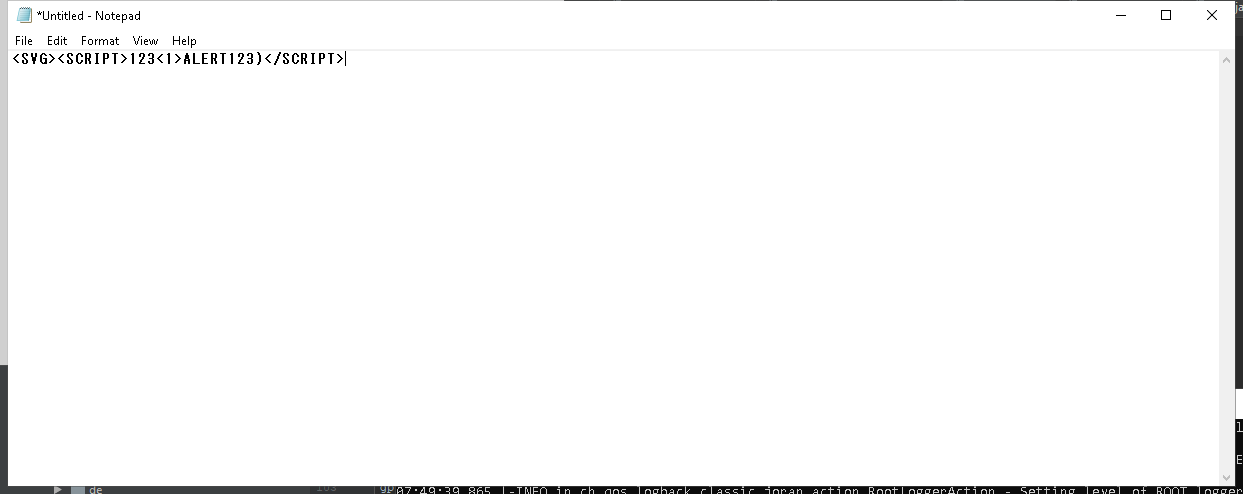 *Untitled - Notepad
File Edit Format View Help
<SVG><SCRIPT>123<1>ALERT123)</SCRIPT>
de
07:49:39,865 |-INFO in ch.qos.logback.classic.joran.action.RootLoggerAction - Setting level of ROOT logger